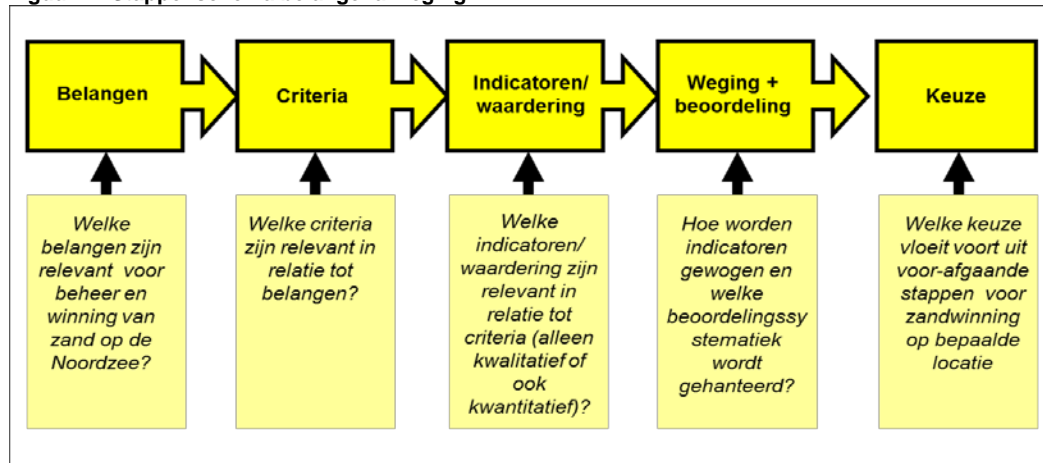 Belangen
Criteria
Indicatoren/
waardering
Weging +
beoordeling
Keuze
Welke
belangen zijn
relevant voor
beheer en
winning van
zand op de
Noordzee?
Welke criteria
zijn relevant in
relatie tot
belangen?
Welke
indicatoren/
waardering zijn
relevant in
relatie tot
criteria (alleen
kwalitatief of
ook
kwantitatief)?
Hoe worden
indicatoren
gewogen en
welke
beoordelingssy
stematiek
wordt
gehanteerd?
Welke keuze
vloeit voort uit
voor-afgaande
stappen voor
zandwinning
op bepaalde
locatie